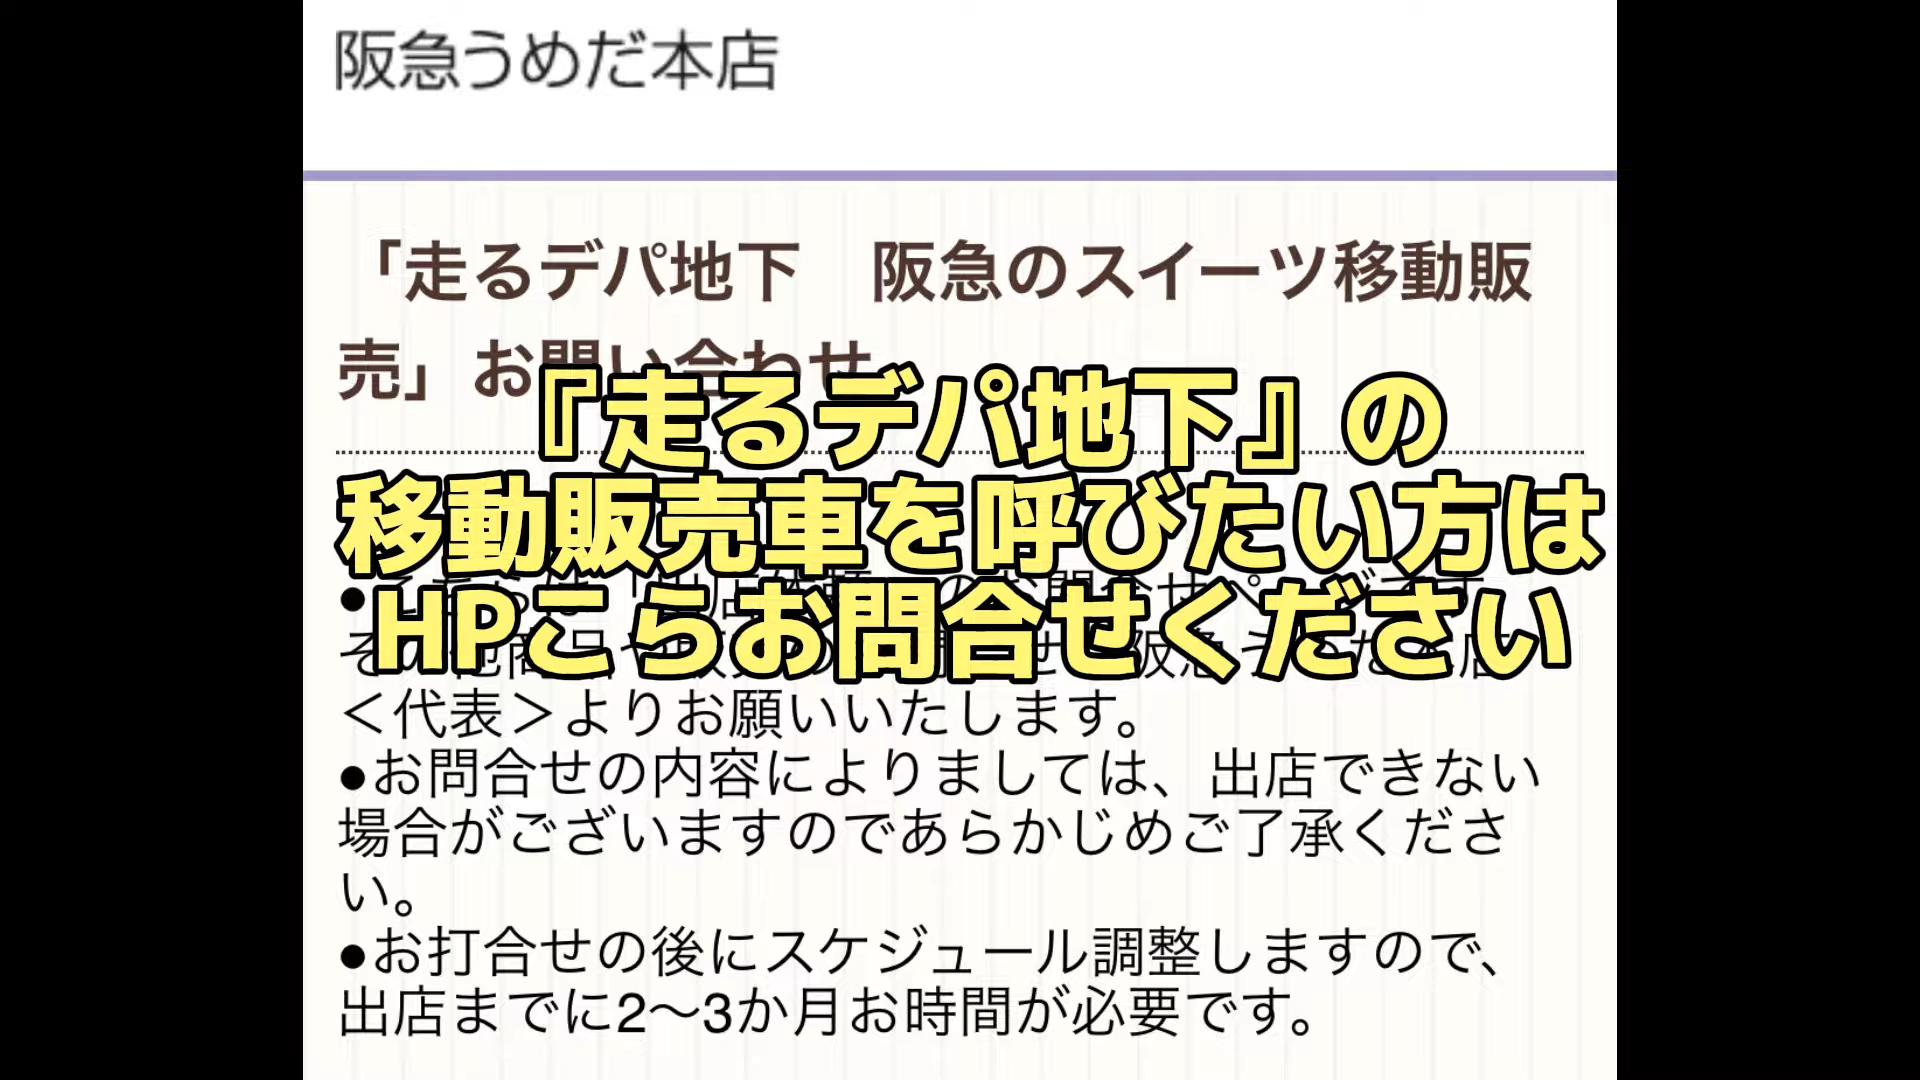 阪急うめだ本店
「走るデパ地下　阪急のスイーツ移動販
売」お問い合わせ
『走るデパ地下』の
移動販売車を呼びたい方は
HPこらお問合せください
＜代表＞よりお願いいたします。
●お問合せの内容によりましては、出店できない
場合がございますのであらかじめご了承くださ
い。
●お打合せの後にスケジュール調整しますので、
出店までに2〜3か月お時間が必要です。